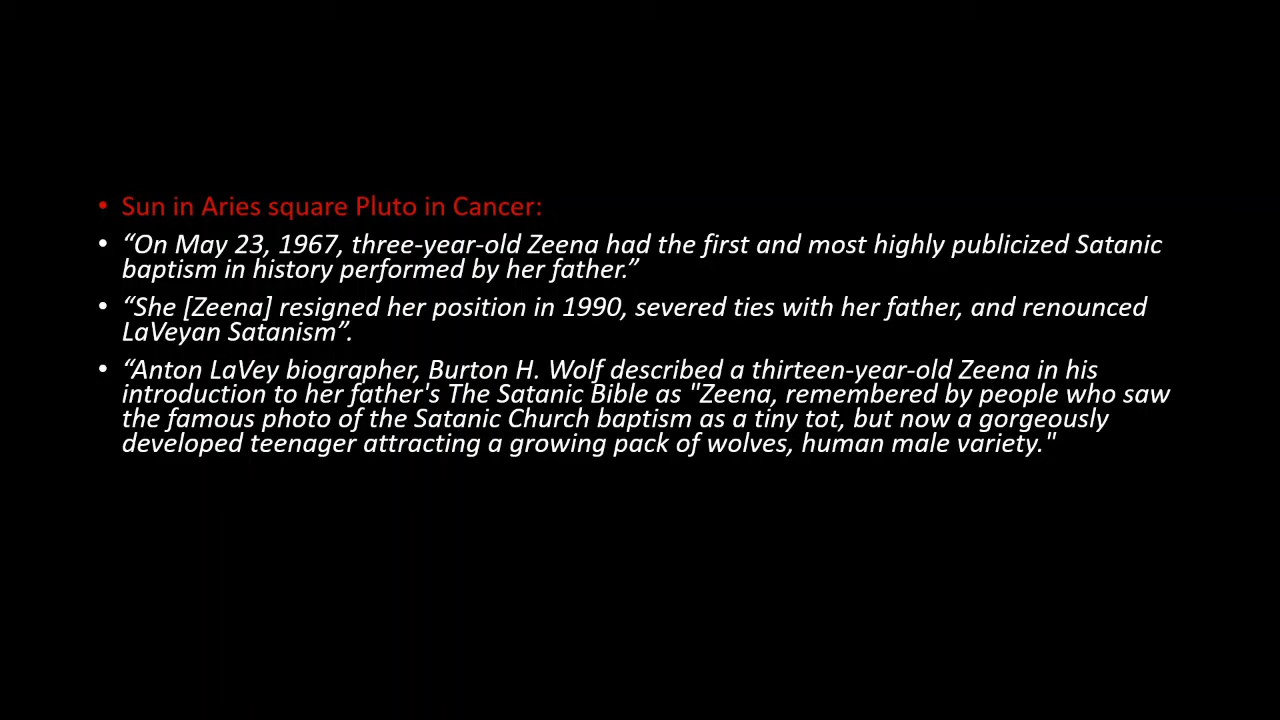 • Sun in Aries square Pluto in Cancer:
• “On May 23, 1967, three-year-old Zeena had the first and most highly publicized Satanic
baptism in history performed by her father.”
• “She [Zeena] resigned her position in 1990, severed ties with her father, and renounced
LaVeyan Satanism”.
• “Anton LaVey biographer, Burton H. Wolf described a thirteen-year-old Zeena in his
introduction to her father's The Satanic Bible as "Zeena, remembered by people who saw
the famous photo of the Satanic Church baptism as a tiny tot, but now a gorgeously
developed teenager attracting a growing pack of wolves, human male variety."